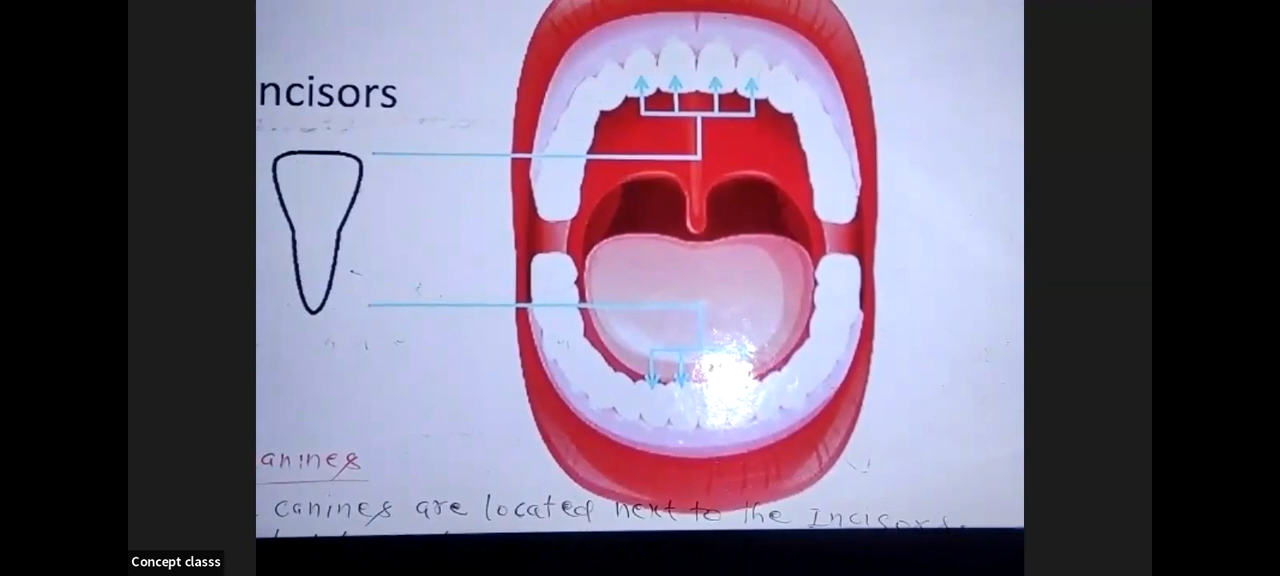 ncisors
anines
canines are located next to the Incisors.
Concept classs